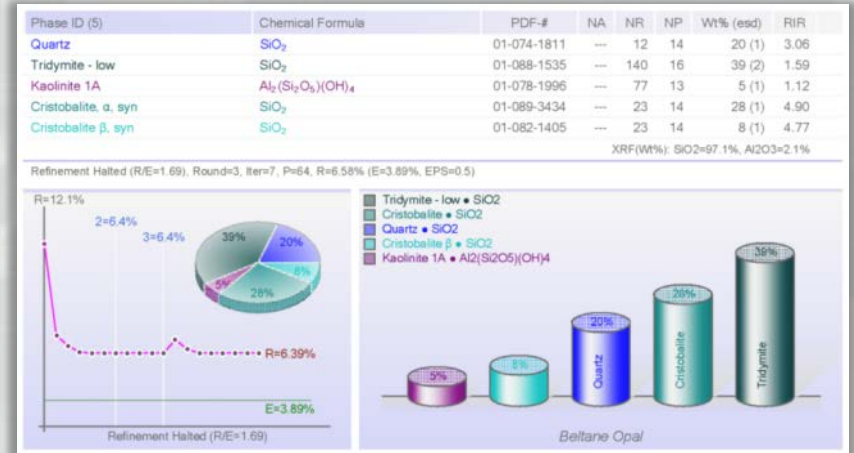 Phase ID (5) Chemical Formula PDF-# NA NR NP Wt% (esd) RIR
Quartz SiO₂ 01-074-1811 --- 12 14 20 (1) 3.06
Tridymite - low SiO₂ 01-088-1535 --- 140 16 39 (2) 1.59
Kaolinite 1A Al₂(Si₂O₅)(OH)₄ 01-078-1996 --- 77 13 5 (1) 1.12
Cristobalite, α, syn SiO₂ 01-089-3434 --- 23 14 28 (1) 4.90
Cristobalite β, syn SiO₂ 01-082-1405 --- 23 14 8 (1) 4.77
XRF(Wt%): SiO2=97.1%, Al2O3=2.1%
Refinement Halted (R/E=1.69), Round=3, Iter=7, P=64, R=6.58% (E=3.89%, EPS=0.5)
R=12.1%
2=6.4%
3=6.4%
39%
20%
8%
5%
28%
R=6.39%
E=3.89%
Refinement Halted (R/E=1.69)
Tridymite - low • SiO2
Cristobalite • SiO2
Quartz • SiO2
Cristobalite β • SiO2
Kaolinite 1A • Al2(Si2O5)(OH)4
5%
8%
20%
Quartz
28%
Cristobalite
39%
Tridymite
Beltane Opal